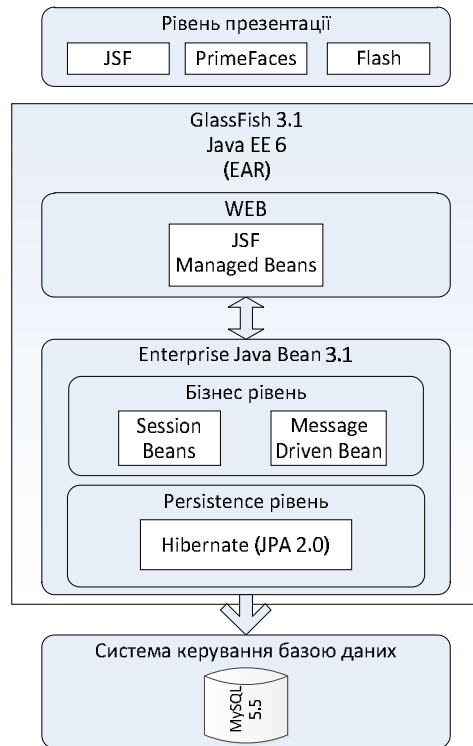 Рівень презентації
JSF
PrimeFaces
Flash
GlassFish 3.1
Java EE 6
(EAR)
WEB
JSF
Managed Beans
Enterprise Java Bean 3.1
Бізнес рівень
Session
Beans
Message
Driven Bean
Persistence рівень
Hibernate (JPA 2.0)
Система керування базою даних
MySQL
5.5